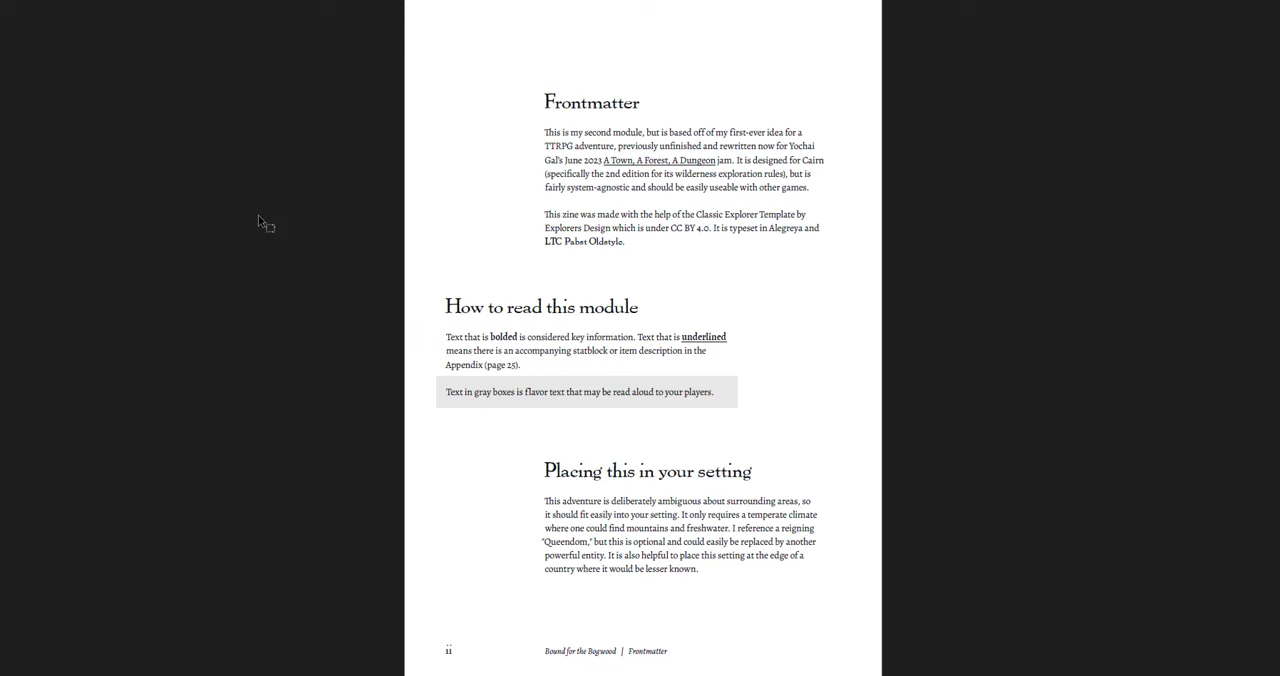 Frontmatter
This is my second module, but is based off of my first-ever idea for a
TTRPG adventure, previously unfinished and rewritten now for Yochai
Gal's June 2023 A Town, A Forest, A Dungeon jam. It is designed for Cairn
(specifically the 2nd edition for its wilderness exploration rules), but is
fairly system-agnostic and should be easily useable with other games.
This zine was made with the help of the Classic Explorer Template by
Explorers Design which is under CC BY 4.0. It is typeset in Alegreya and
LTC Pabst Oldstyle.
How to read this module
Text that is bolded is considered key information. Text that is underlined
means there is an accompanying statblock or item description in the
Appendix (page 25).
Text in gray boxes is flavor text that may be read aloud to your players.
Placing this in your setting
This adventure is deliberately ambiguous about surrounding areas, so
it should fit easily into your setting. It only requires a temperate climate
where one could find mountains and freshwater. I reference a reigning
"Queendom," but this is optional and could easily be replaced by another
powerful entity. It is also helpful to place this setting at the edge of a
country where it would be lesser known.
ii
Bound for the Bogwood | Frontmatter